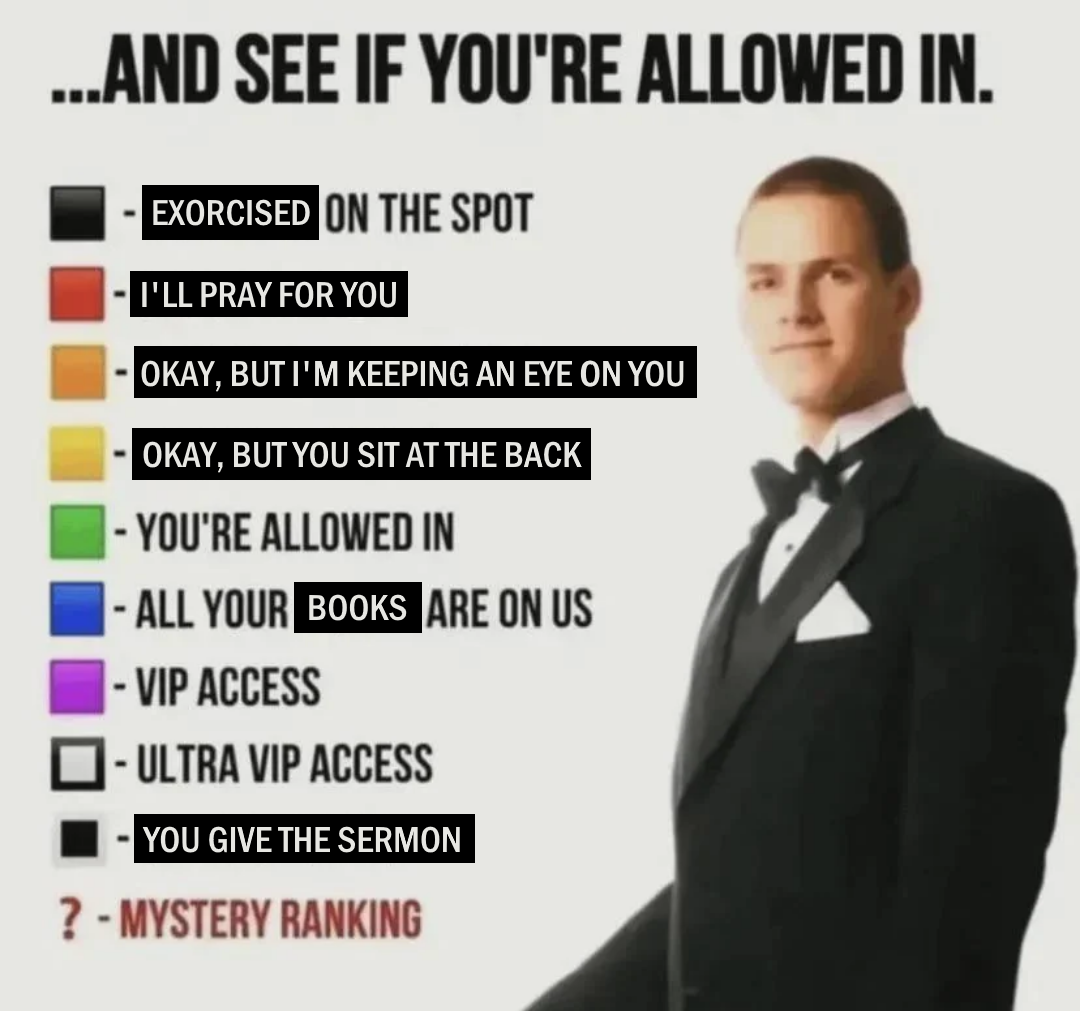 ...AND SEE IF YOU'RE ALLOWED IN.
- EXORCISED ON THE SPOT
- I'LL PRAY FOR YOU
- OKAY, BUT I'M KEEPING AN EYE ON YOU
- OKAY, BUT YOU SIT AT THE BACK
- YOU'RE ALLOWED IN
- ALL YOUR BOOKS ARE ON US
- VIP ACCESS
- ULTRA VIP ACCESS
- YOU GIVE THE SERMON
? - MYSTERY RANKING